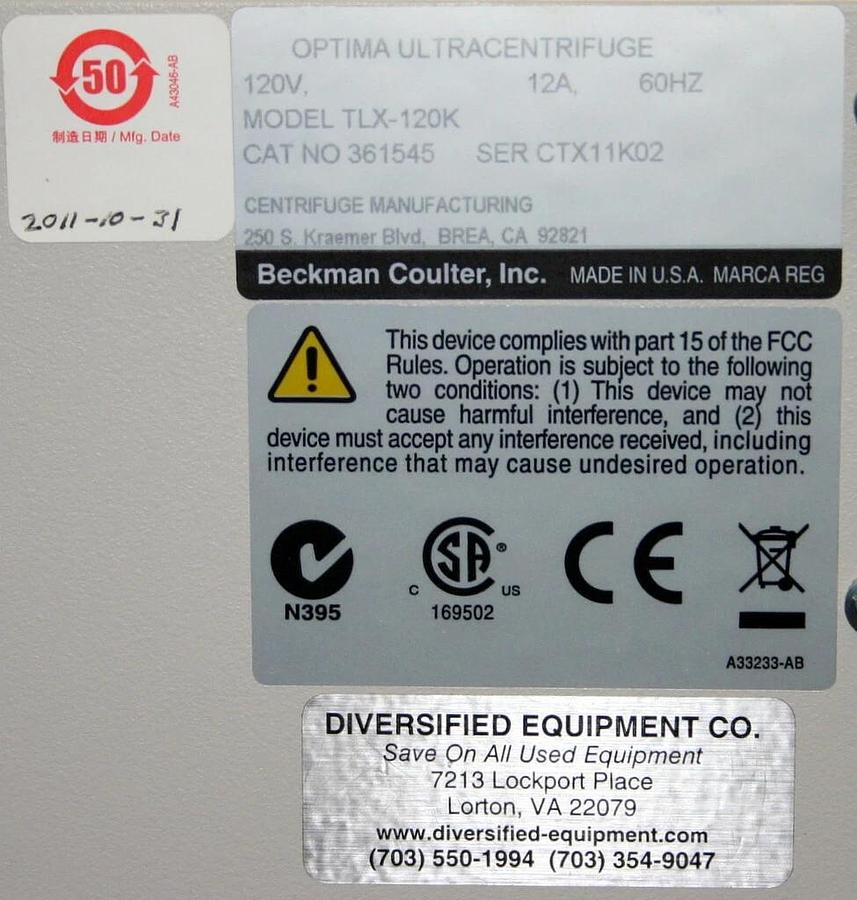 50
A43046-AB
制造日期 / Mfg. Date
2011-10-31
OPTIMA ULTRACENTRIFUGE
120V, 12A, 60HZ
MODEL TLX-120K
CAT NO 361545 SER CTX11K02
CENTRIFUGE MANUFACTURING
250 S. Kraemer Blvd, BREA, CA 92821
Beckman Coulter, Inc. MADE IN U.S.A. MARCA REG
This device complies with part 15 of the FCC
Rules. Operation is subject to the following
two conditions: (1) This device may not
cause harmful interference, and (2) this
device must accept any interference received, including
interference that may cause undesired operation.
N395
C SA ® US
169502
CE
A33233-AB
DIVERSIFIED EQUIPMENT CO.
Save On All Used Equipment
7213 Lockport Place
Lorton, VA 22079
www.diversified-equipment.com
(703) 550-1994 (703) 354-9047